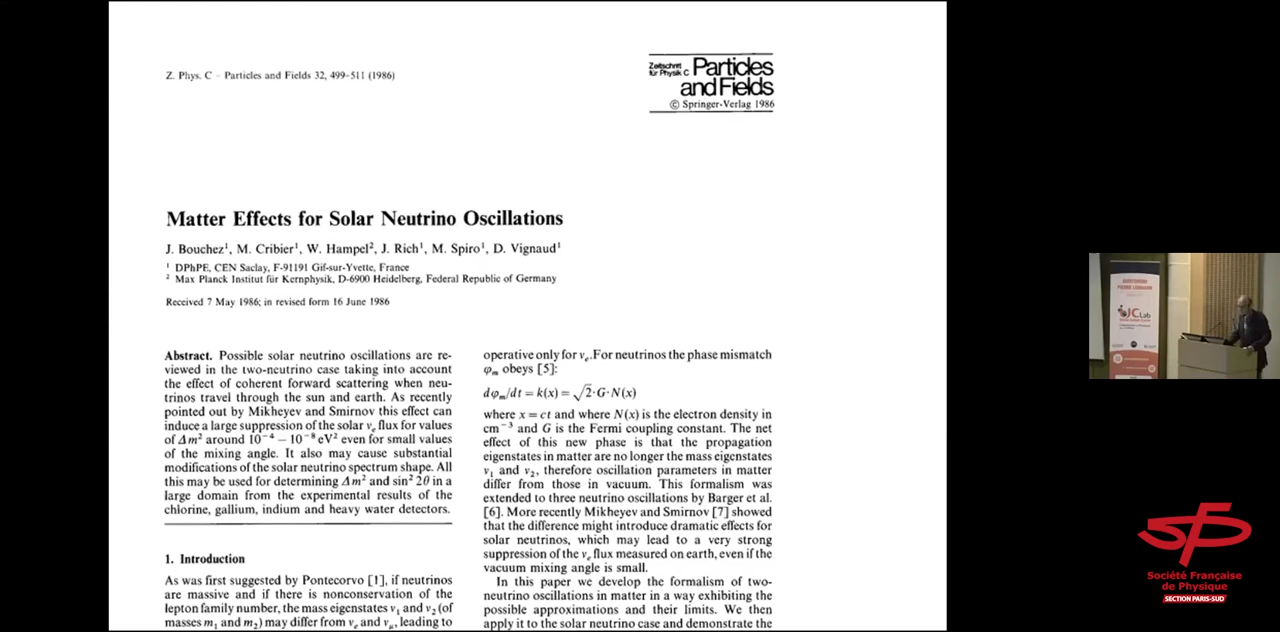 Z. Phys. C – Particles and Fields 32, 499–511 (1986)
Zeitschrift für Physik C
Particles and Fields
© Springer-Verlag 1986
Matter Effects for Solar Neutrino Oscillations
J. Bouchez¹, M. Cribier¹, W. Hampel², J. Rich¹, M. Spiro¹, D. Vignaud¹
¹ DPhPE, CEN Saclay, F-91191 Gif-sur-Yvette, France
² Max Planck Institut für Kernphysik, D-6900 Heidelberg, Federal Republic of Germany
Received 7 May 1986; in revised form 16 June 1986
Abstract. Possible solar neutrino oscillations are re-
viewed in the two-neutrino case taking into account
the effect of coherent forward scattering when neu-
trinos travel through the sun and earth. As recently
pointed out by Mikheyev and Smirnov this effect can
induce a large suppression of the solar νₑ flux for values
of Δm² around 10⁻⁴ – 10⁻⁸ eV² even for small values
of the mixing angle. It also may cause substantial
modifications of the solar neutrino spectrum shape. All
this may be used for determining Δm² and sin² 2θ in a
large domain from the experimental results of the
chlorine, gallium, indium and heavy water detectors.
1. Introduction
As was first suggested by Pontecorvo [1], if neutrinos
are massive and if there is nonconservation of the
lepton family number, the mass eigenstates ν₁ and ν₂ (of
masses m₁ and m₂) may differ from νₑ and νμ, leading to
operative only for νₑ. For neutrinos the phase mismatch
φₘ obeys [5]:
dφₘ/dt = k(x) = √2·G·N(x)
where x = ct and where N(x) is the electron density in
cm⁻³ and G is the Fermi coupling constant. The net
effect of this new phase is that the propagation
eigenstates in matter are no longer the mass eigenstates
ν₁ and ν₂, therefore oscillation parameters in matter
differ from those in vacuum. This formalism was
extended to three neutrino oscillations by Barger et al.
[6]. More recently Mikheyev and Smirnov [7] showed
that the difference might introduce dramatic effects for
solar neutrinos, which may lead to a very strong
suppression of the νₑ flux measured on earth, even if the
vacuum mixing angle is small.
In this paper we develop the formalism of two-
neutrino oscillations in matter in a way exhibiting the
possible approximations and their limits. We then
apply it to the solar neutrino case and demonstrate the
JCLab
SFP
Société Française
de Physique
SECTION PARIS-SUD